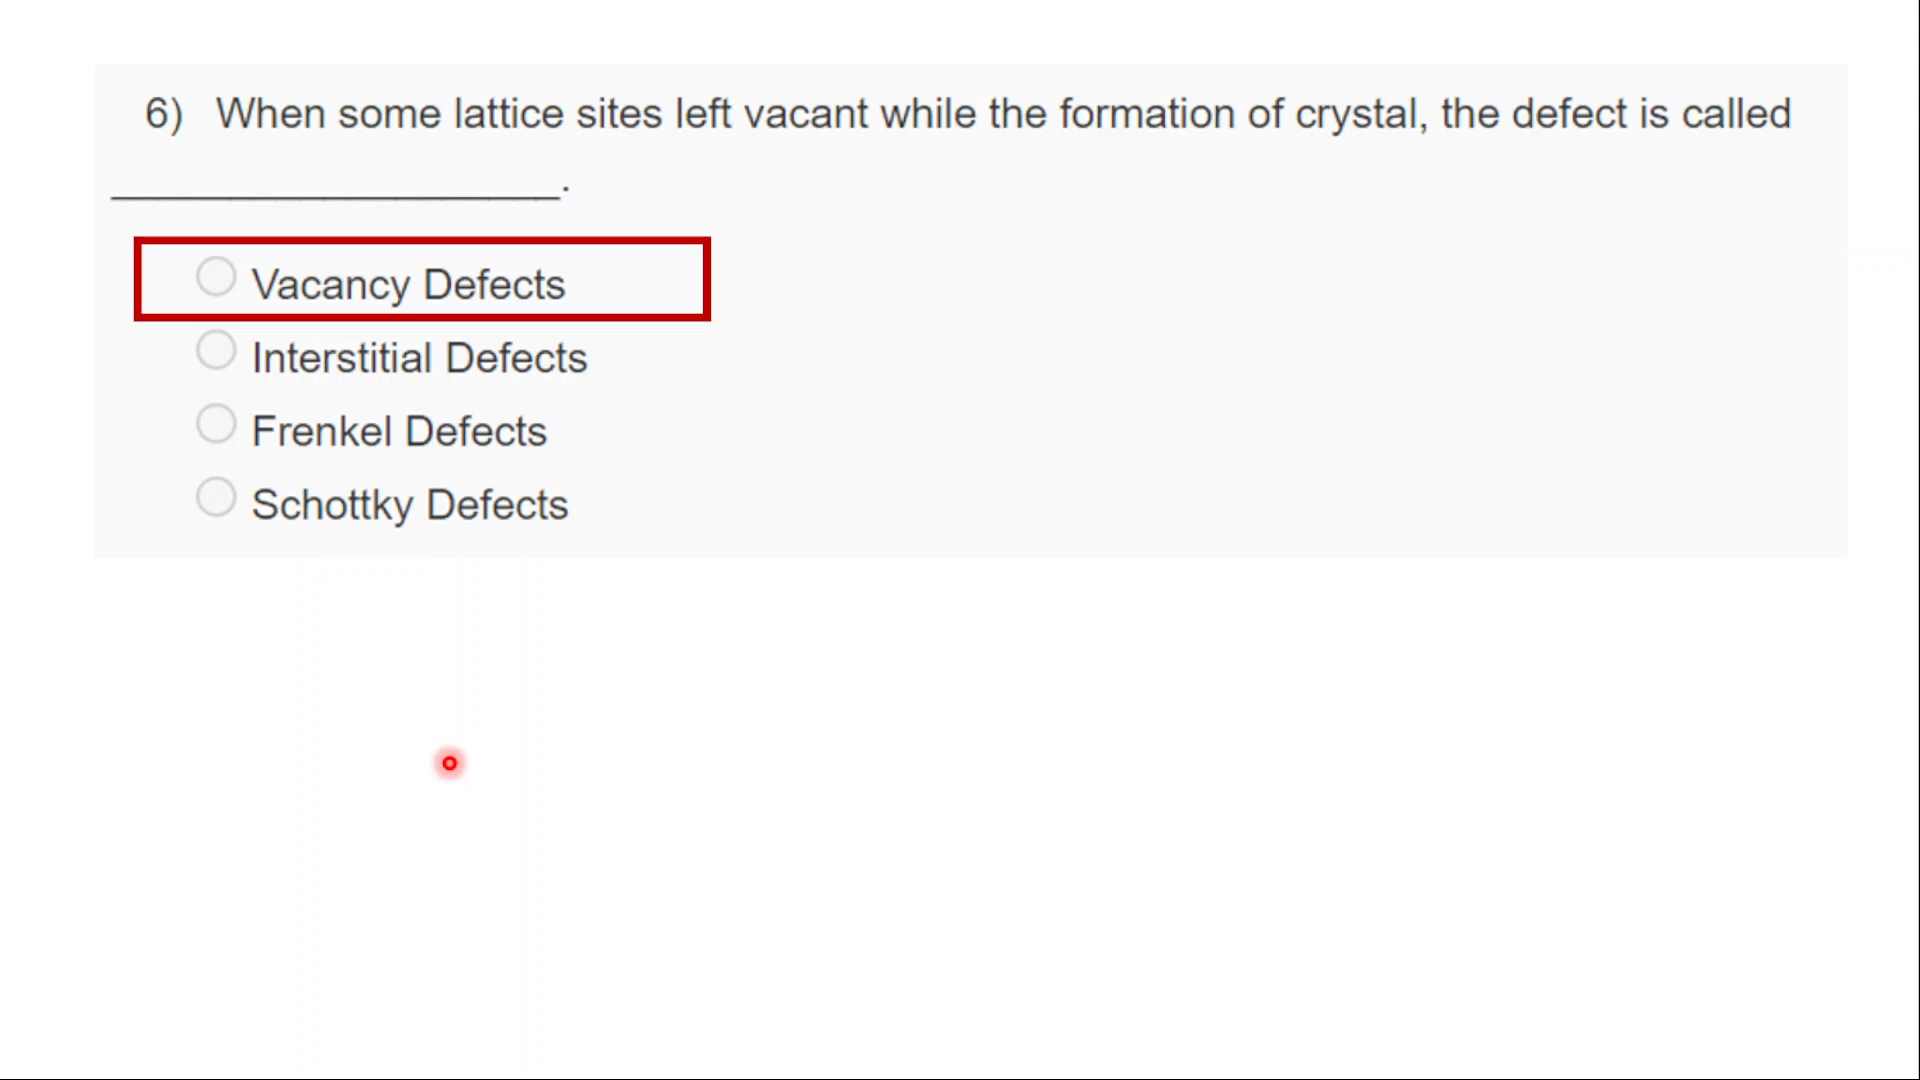 6) When some lattice sites left vacant while the formation of crystal, the defect is called
___________________.
Vacancy Defects
Interstitial Defects
Frenkel Defects
Schottky Defects